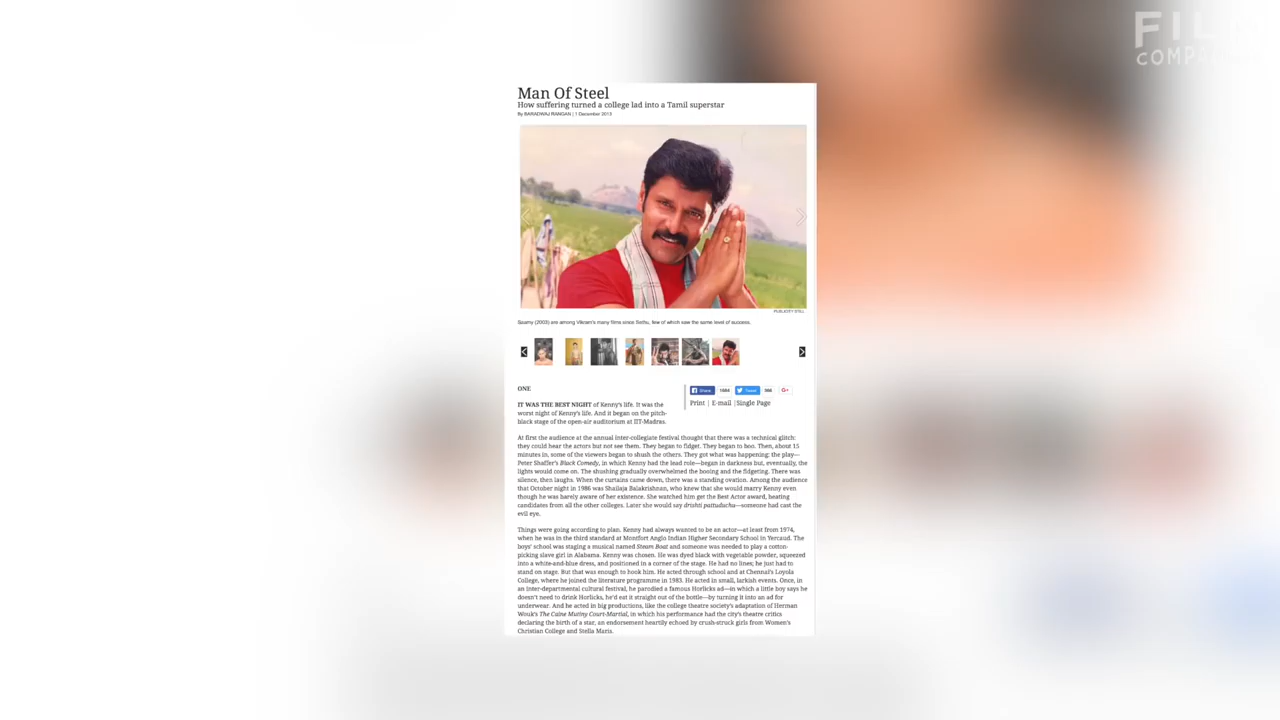 FILM
COMPANION
Man Of Steel
How suffering turned a college lad into a Tamil superstar
By BARADWAJ RANGAN | 1 December 2013
PUBLICITY STILL
Saamy (2003) are among Vikram's many films since Sethu, few of which saw the same level of success.
ONE
Share 1684 Tweet 366 G+
Print | E-mail | Single Page
IT WAS THE BEST NIGHT of Kenny's life. It was the
worst night of Kenny's life. And it began on the pitch-
black stage of the open-air auditorium at IIT-Madras.
At first the audience at the annual inter-collegiate festival thought that there was a technical glitch:
they could hear the actors but not see them. They began to fidget. They began to boo. Then, about 15
minutes in, some of the viewers began to shush the others. They got what was happening: the play—
Peter Shaffer's Black Comedy, in which Kenny had the lead role—began in darkness but, eventually, the
lights would come on. The shushing gradually overwhelmed the booing and the fidgeting. There was
silence, then laughs. When the curtains came down, there was a standing ovation. Among the audience
that October night in 1986 was Shailaja Balakrishnan, who knew that she would marry Kenny even
though he was barely aware of her existence. She watched him get the Best Actor award, beating
candidates from all the other colleges. Later she would say drishti pattuduchu—someone had cast the
evil eye.
Things were going according to plan. Kenny had always wanted to be an actor—at least from 1974,
when he was in the third standard at Montfort Anglo Indian Higher Secondary School in Yercaud. The
boys' school was staging a musical named Steam Boat and someone was needed to play a cotton-
picking slave girl in Alabama. Kenny was chosen. He was dyed black with vegetable powder, squeezed
into a white-and-blue dress, and positioned in a corner of the stage. He had no lines; he just had to
stand on stage. But that was enough to hook him. He acted through school and at Chennai's Loyola
College, where he joined the literature programme in 1983. He acted in small, larkish events. Once, in
an inter-departmental cultural festival, he parodied a famous Horlicks ad—in which a little boy says he
doesn't need to drink Horlicks, he'd eat it straight out of the bottle—by turning it into an ad for
underwear. And he acted in big productions, like the college theatre society's adaptation of Herman
Wouk's The Caine Mutiny Court-Martial, in which his performance had the city's theatre critics
declaring the birth of a star, an endorsement heartily echoed by crush-struck girls from Women's
Christian College and Stella Maris.